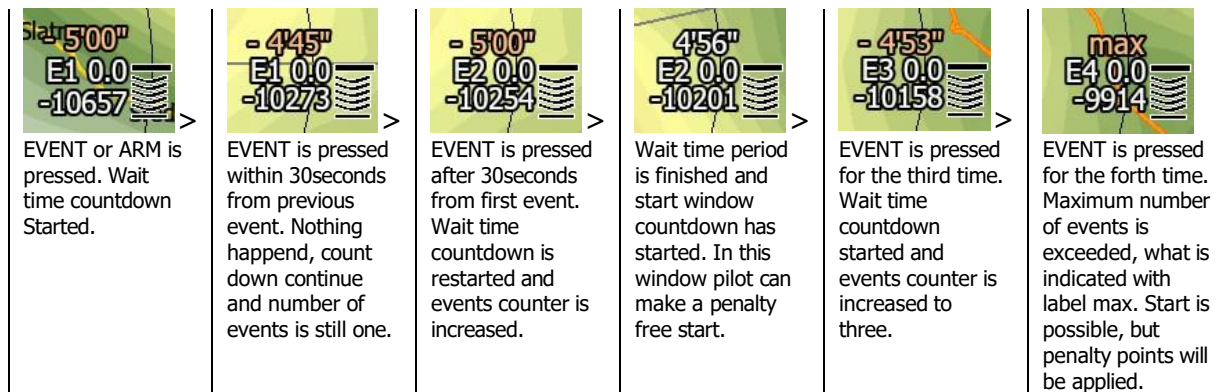 Slatn
- 5'00"
E1 0.0
-10657
>
EVENT or ARM is
pressed. Wait
time countdown
Started.
- 4'45"
E1 0.0
-10273
>
EVENT is pressed
within 30seconds
from previous
event. Nothing
happend, count
down continue
and number of
events is still one.
- 5'00"
E2 0.0
-10254
>
EVENT is pressed
after 30seconds
from first event.
Wait time
countdown is
restarted and
events counter is
increased.
4'56"
E2 0.0
-10201
>
Wait time period
is finished and
start window
countdown has
started. In this
window pilot can
make a penalty
free start.
- 4'53"
E3 0.0
-10158
>
EVENT is pressed
for the third time.
Wait time
countdown
started and
events counter is
increased to
three.
max
E4 0.0
-9914
EVENT is pressed
for the forth time.
Maximum number
of events is
exceeded, what is
indicated with
label max. Start is
possible, but
penalty points will
be applied.